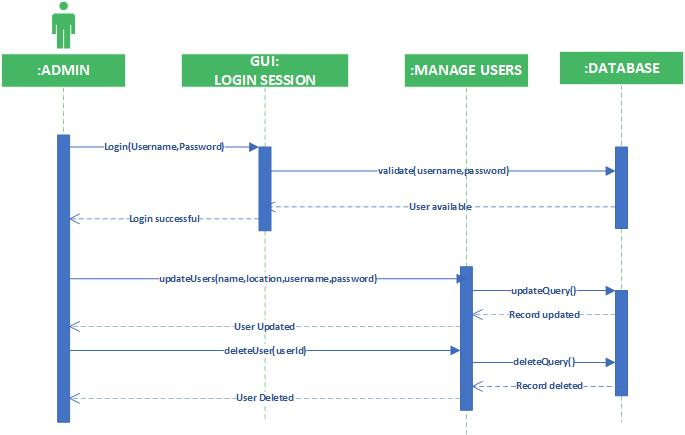 :ADMIN
GUI:
LOGIN SESSION
:MANAGE USERS
:DATABASE
Login(Username,Password)
validate(username,password)
User available
Login successful
updateUsers(name,location,username,password)
updateQuery()
Record updated
User Updated
deleteUser(userId)
deleteQuery()
Record deleted
User Deleted